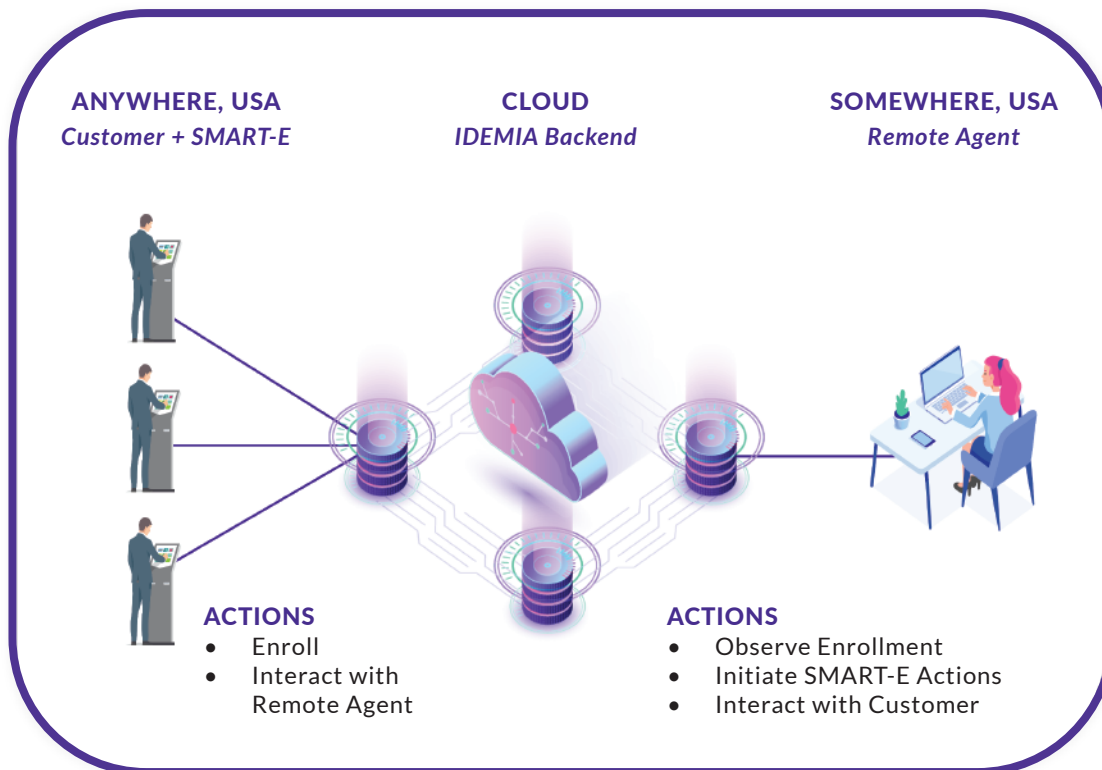 ANYWHERE, USA
Customer + SMART-E
CLOUD
IDEMIA Backend
SOMEWHERE, USA
Remote Agent
ACTIONS
• Enroll
• Interact with
Remote Agent
ACTIONS
• Observe Enrollment
• Initiate SMART-E Actions
• Interact with Customer